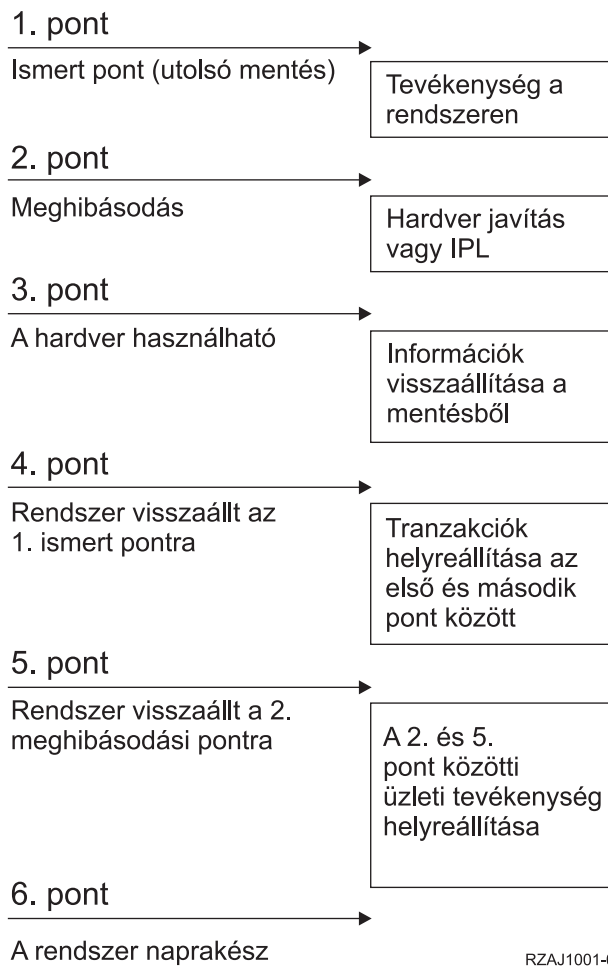 1. pont
Ismert pont (utolsó mentés)
Tevékenység a
rendszeren
2. pont
Meghibásodás
Hardver javítás
vagy IPL
3. pont
A hardver használható
Információk
visszaállítása a
mentésből
4. pont
Rendszer visszaállt az
1. ismert pontra
Tranzakciók
helyreállítása az
első és második
pont között
5. pont
Rendszer visszaállt a 2.
meghibásodási pontra
A 2. és 5.
pont közötti
üzleti tevékenység
helyreállítása
6. pont
A rendszer naprakész
RZAJ1001-